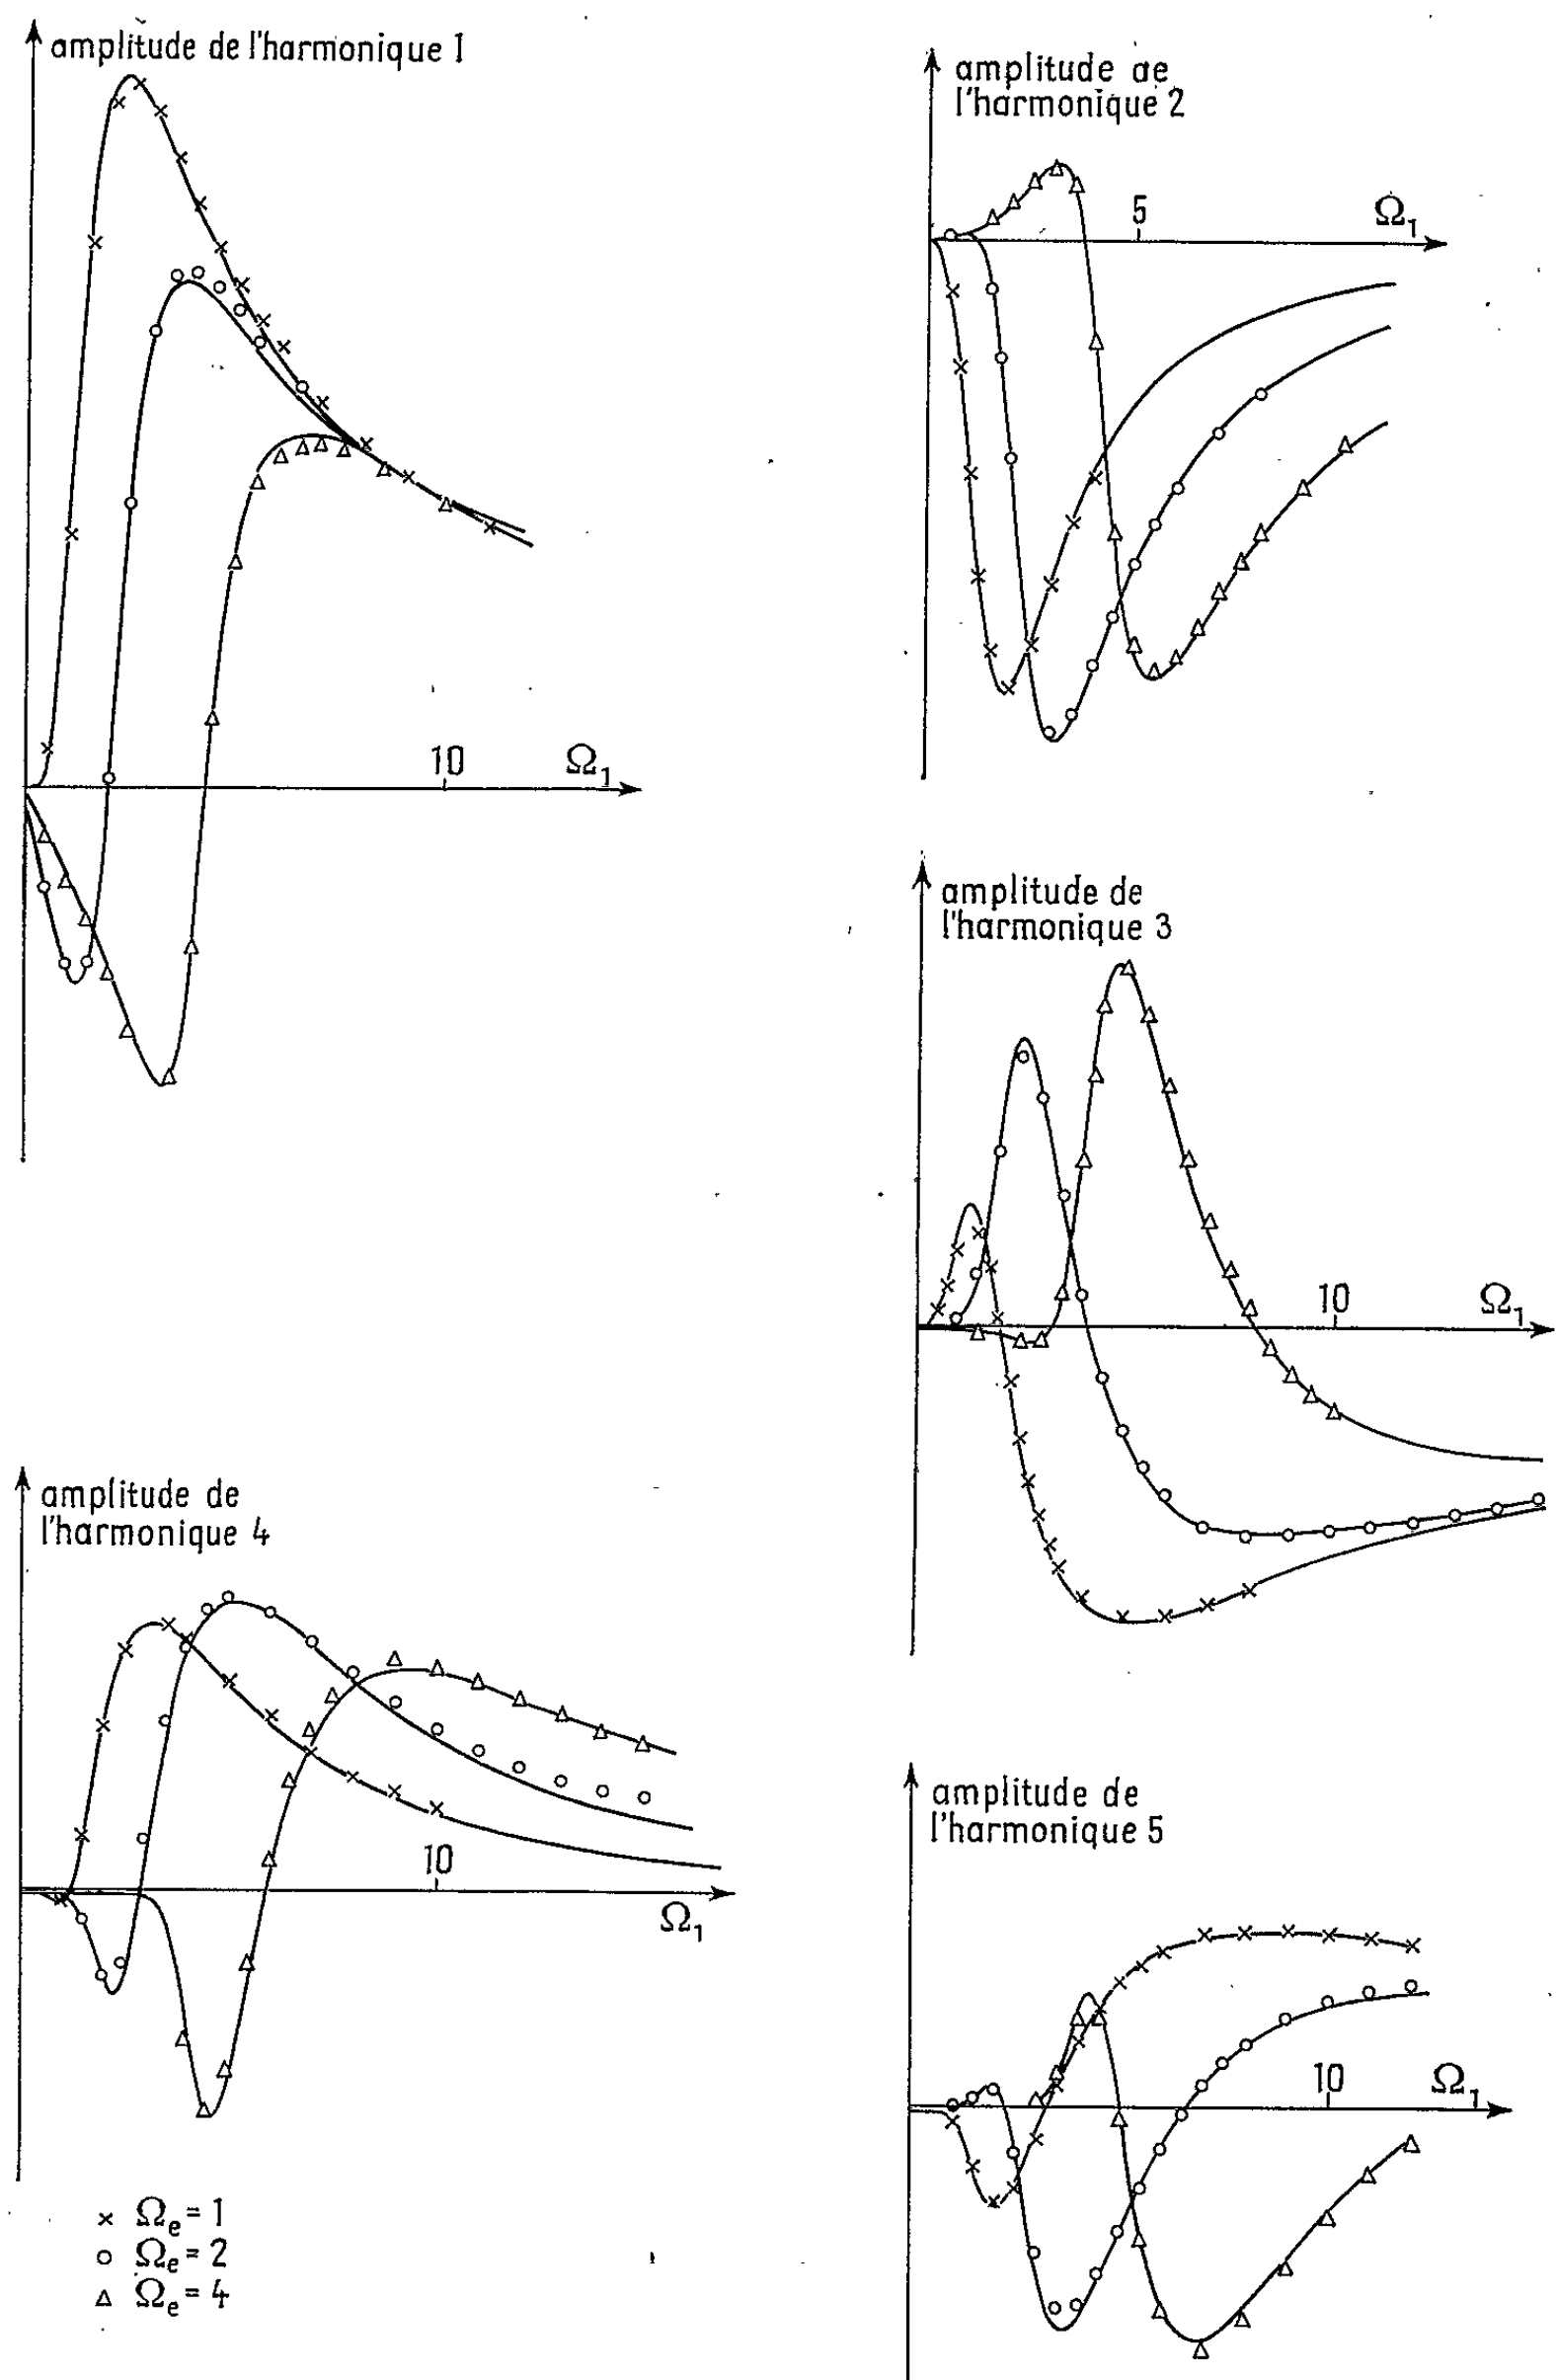 amplitude de l'harmonique 1
10
Ω₁
amplitude de
l'harmonique 2
5
Ω₁
amplitude de
l'harmonique 3
10
Ω₁
amplitude de
l'harmonique 4
10
Ω₁
amplitude de
l'harmonique 5
10
Ω₁
× Ωₑ = 1
○ Ωₑ = 2
△ Ωₑ = 4